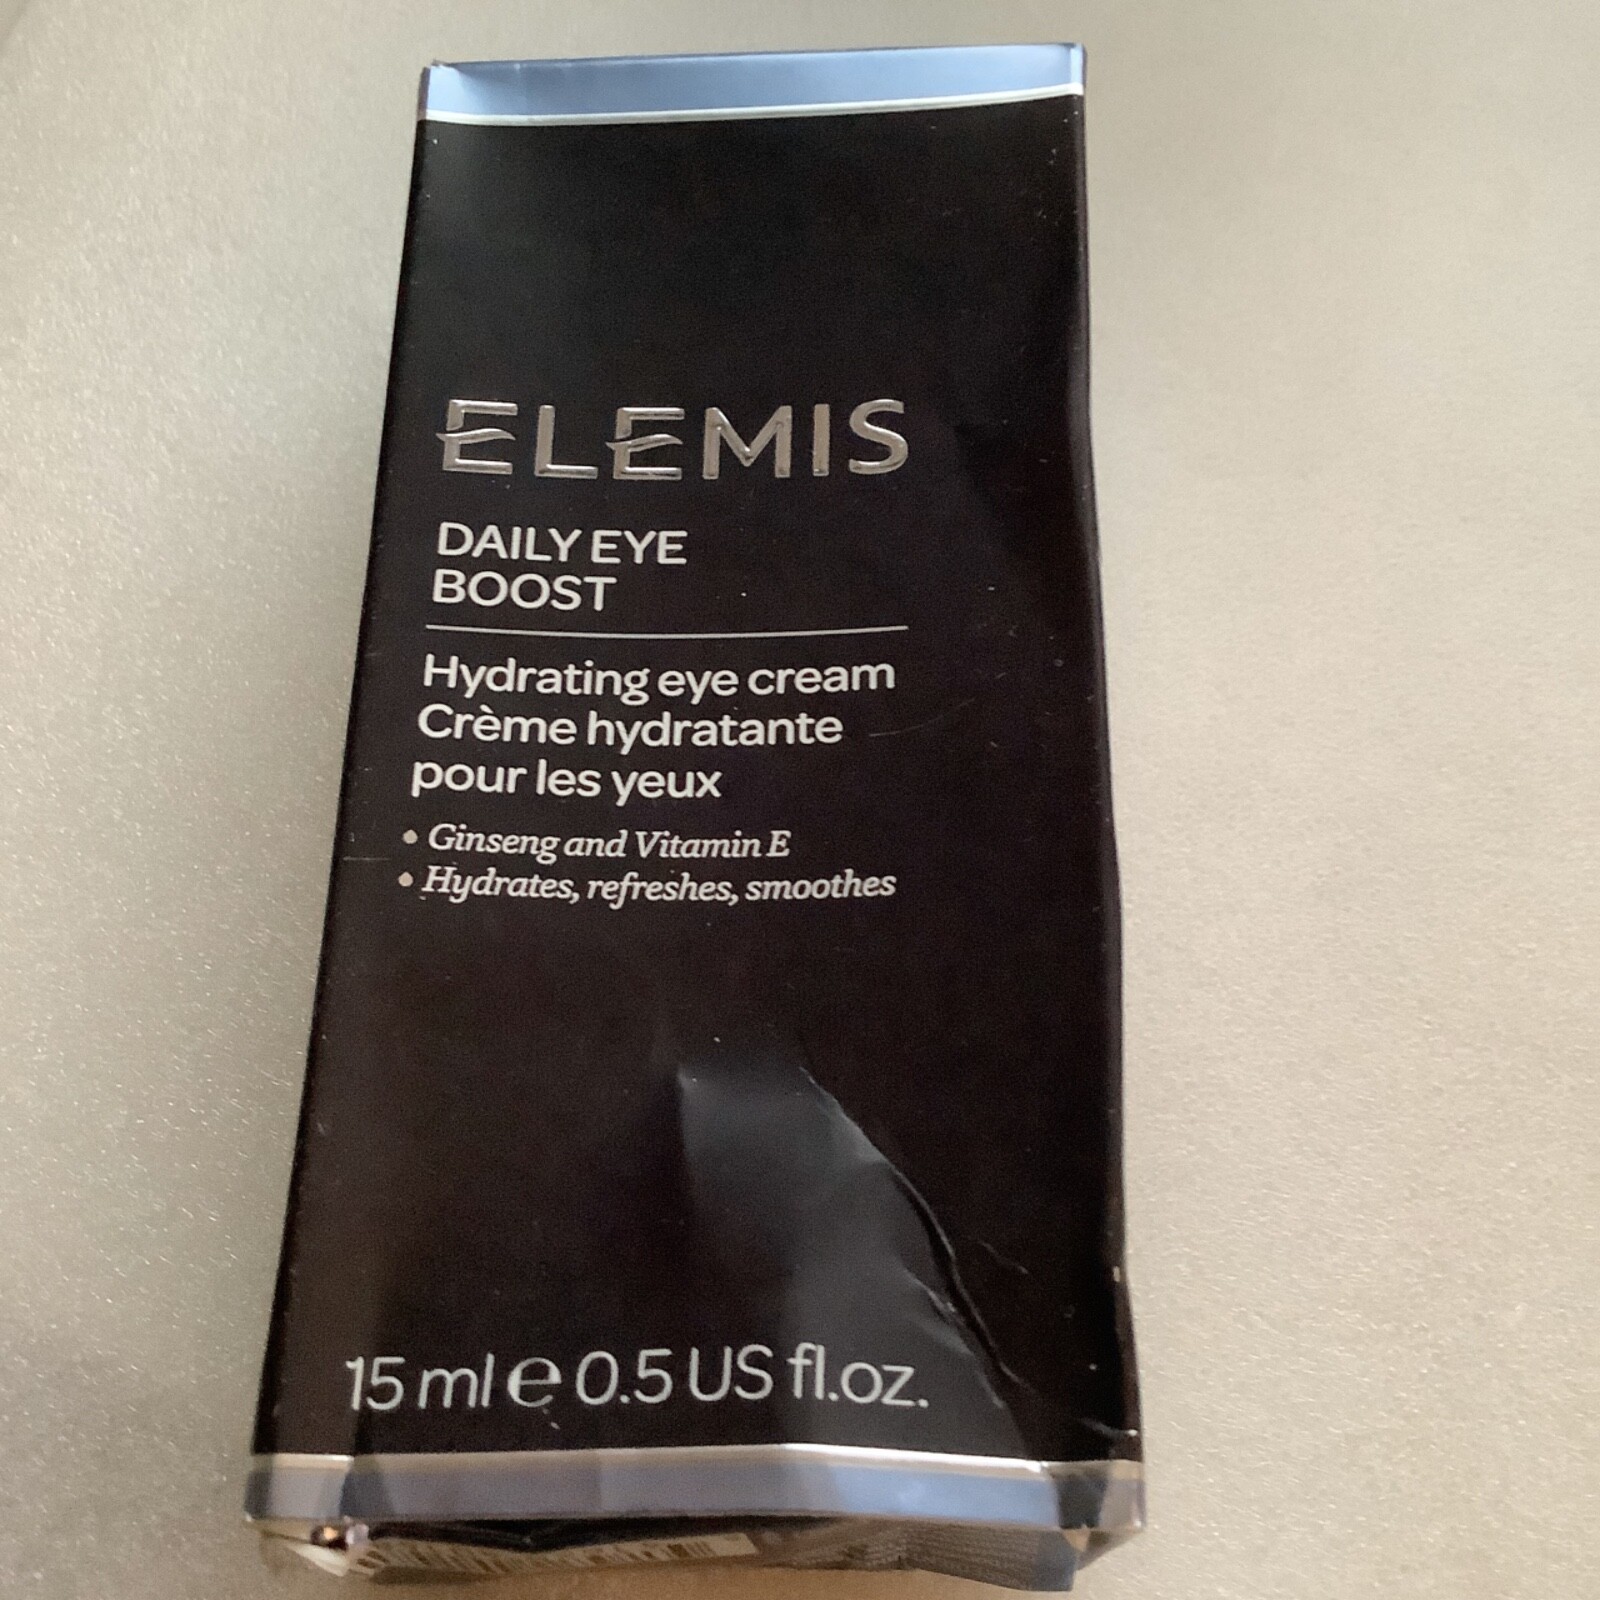 ELEMIS
DAILY EYE
BOOST
Hydrating eye cream
Crème hydratante
pour les yeux
• Ginseng and Vitamin E
• Hydrates, refreshes, smoothes
15 ml e 0.5 US fl.oz.